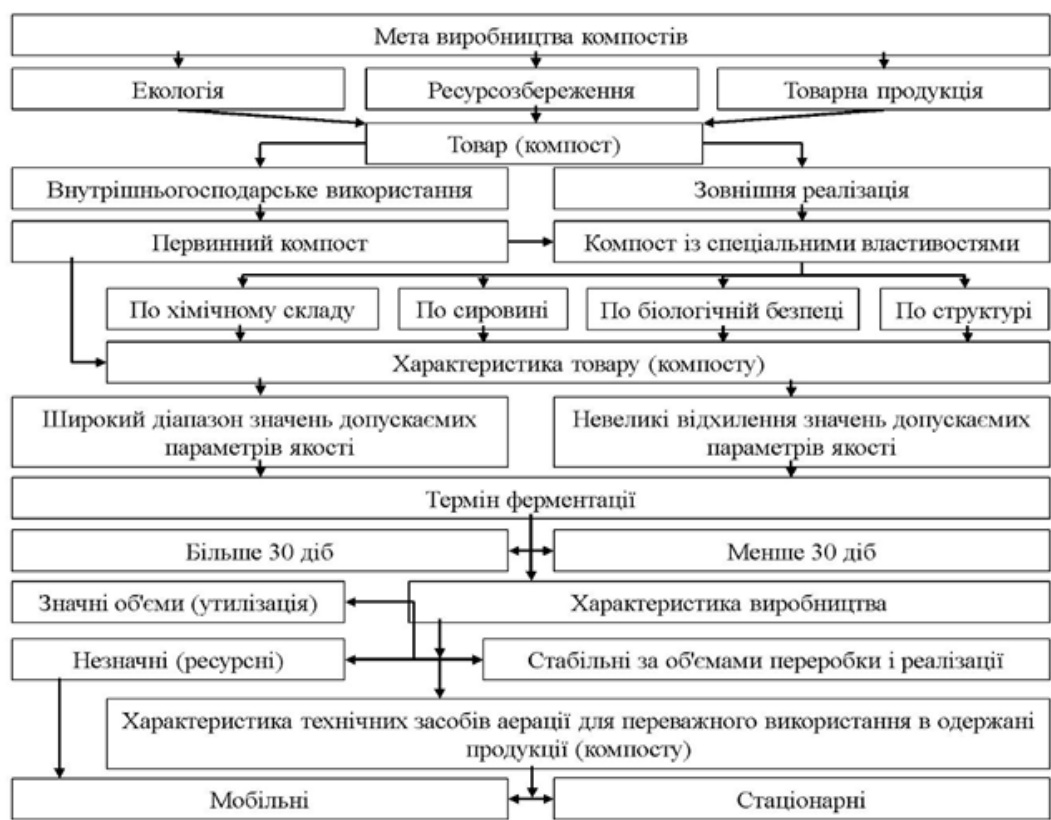 Мета виробництва компостів
Екологія
Ресурсозбереження
Товарна продукція
Товар (компост)
Внутрішньогосподарське використання
Зовнішня реалізація
Первинний компост
Компост із спеціальними властивостями
По хімічному складу
По сировині
По біологічній безпеці
По структурі
Характеристика товару (компосту)
Широкий діапазон значень допускаємих
параметрів якості
Невеликі відхилення значень допускаємих
параметрів якості
Термін ферментації
Більше 30 діб
Менше 30 діб
Значні об'єми (утилізація)
Характеристика виробництва
Незначні (ресурсні)
Стабільні за об'ємами переробки і реалізації
Характеристика технічних засобів аерації для переважного використання в одержані
продукції (компосту)
Мобільні
Стаціонарні